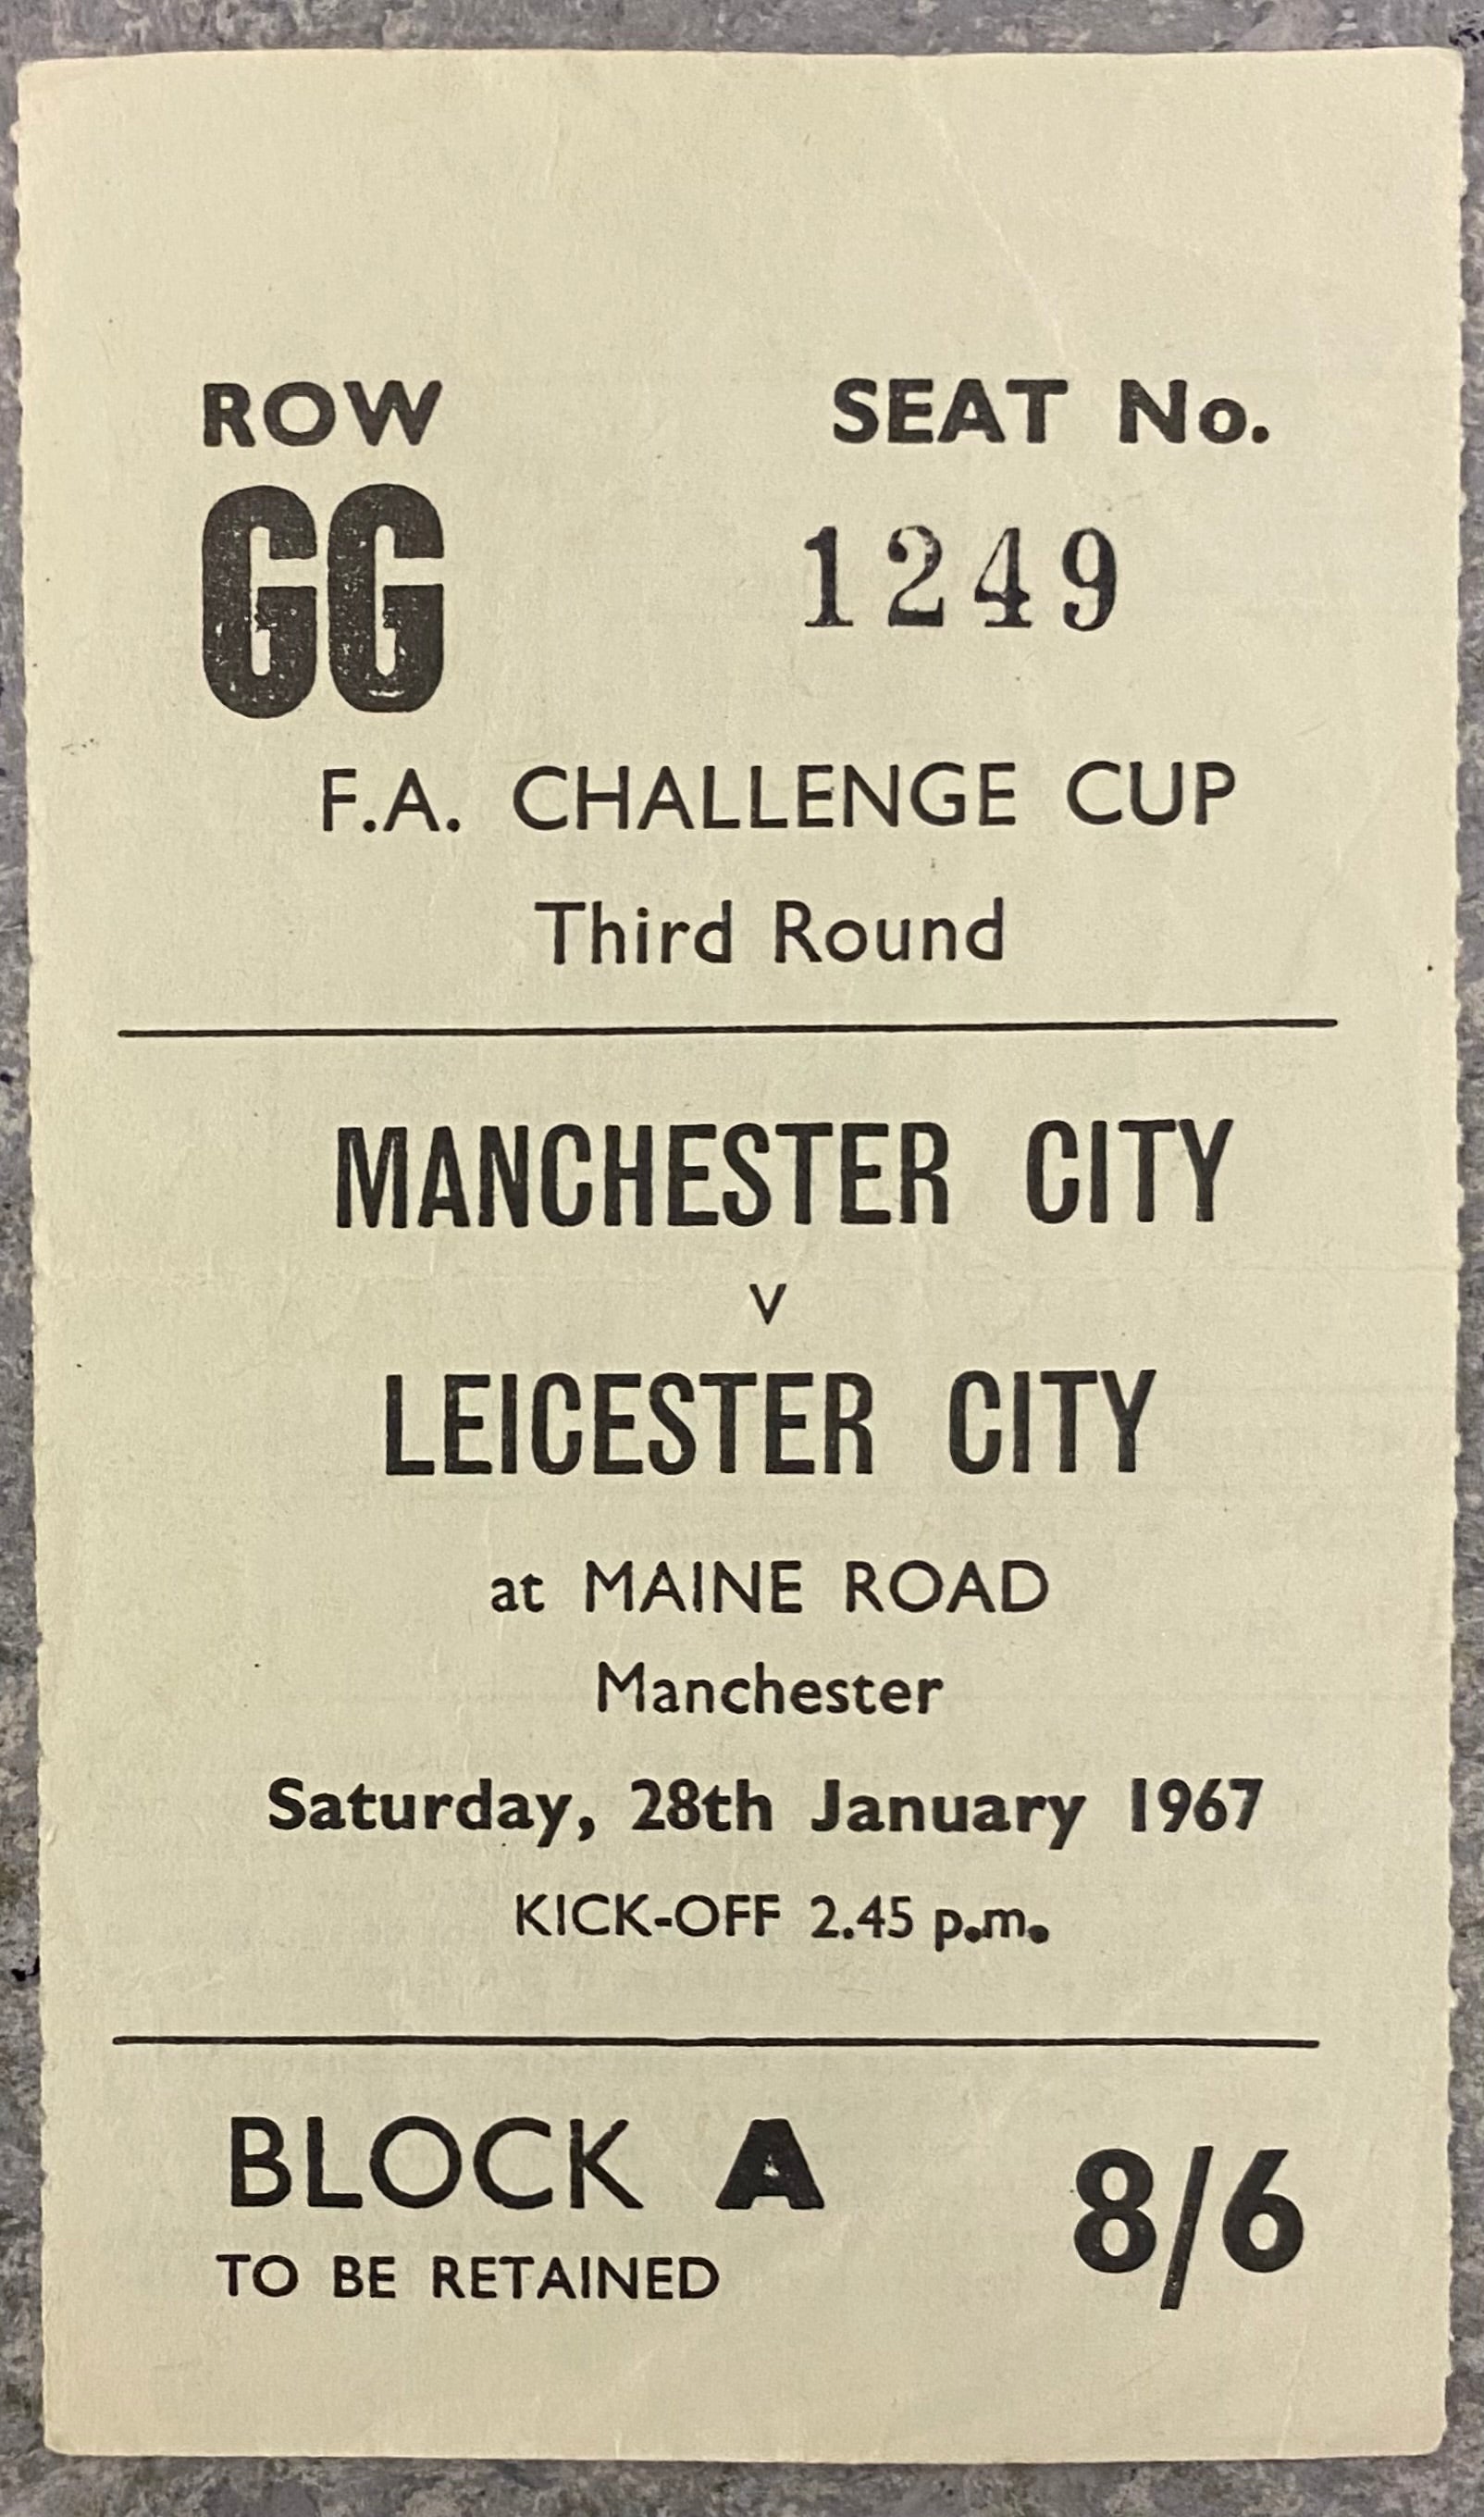 ROW SEAT No.
GG 1249
F.A. CHALLENGE CUP
Third Round
MANCHESTER CITY
v
LEICESTER CITY
at MAINE ROAD
Manchester
Saturday, 28th January 1967
KICK-OFF 2.45 p.m.
BLOCK A 8/6
TO BE RETAINED